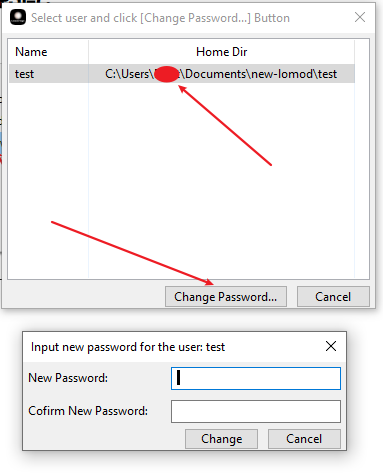 Select user and click [Change Password...] Button
Name Home Dir
test C:\Users\ \Documents\new-lomod\test
Change Password... Cancel
Input new password for the user: test
New Password:
Cofirm New Password:
Change Cancel